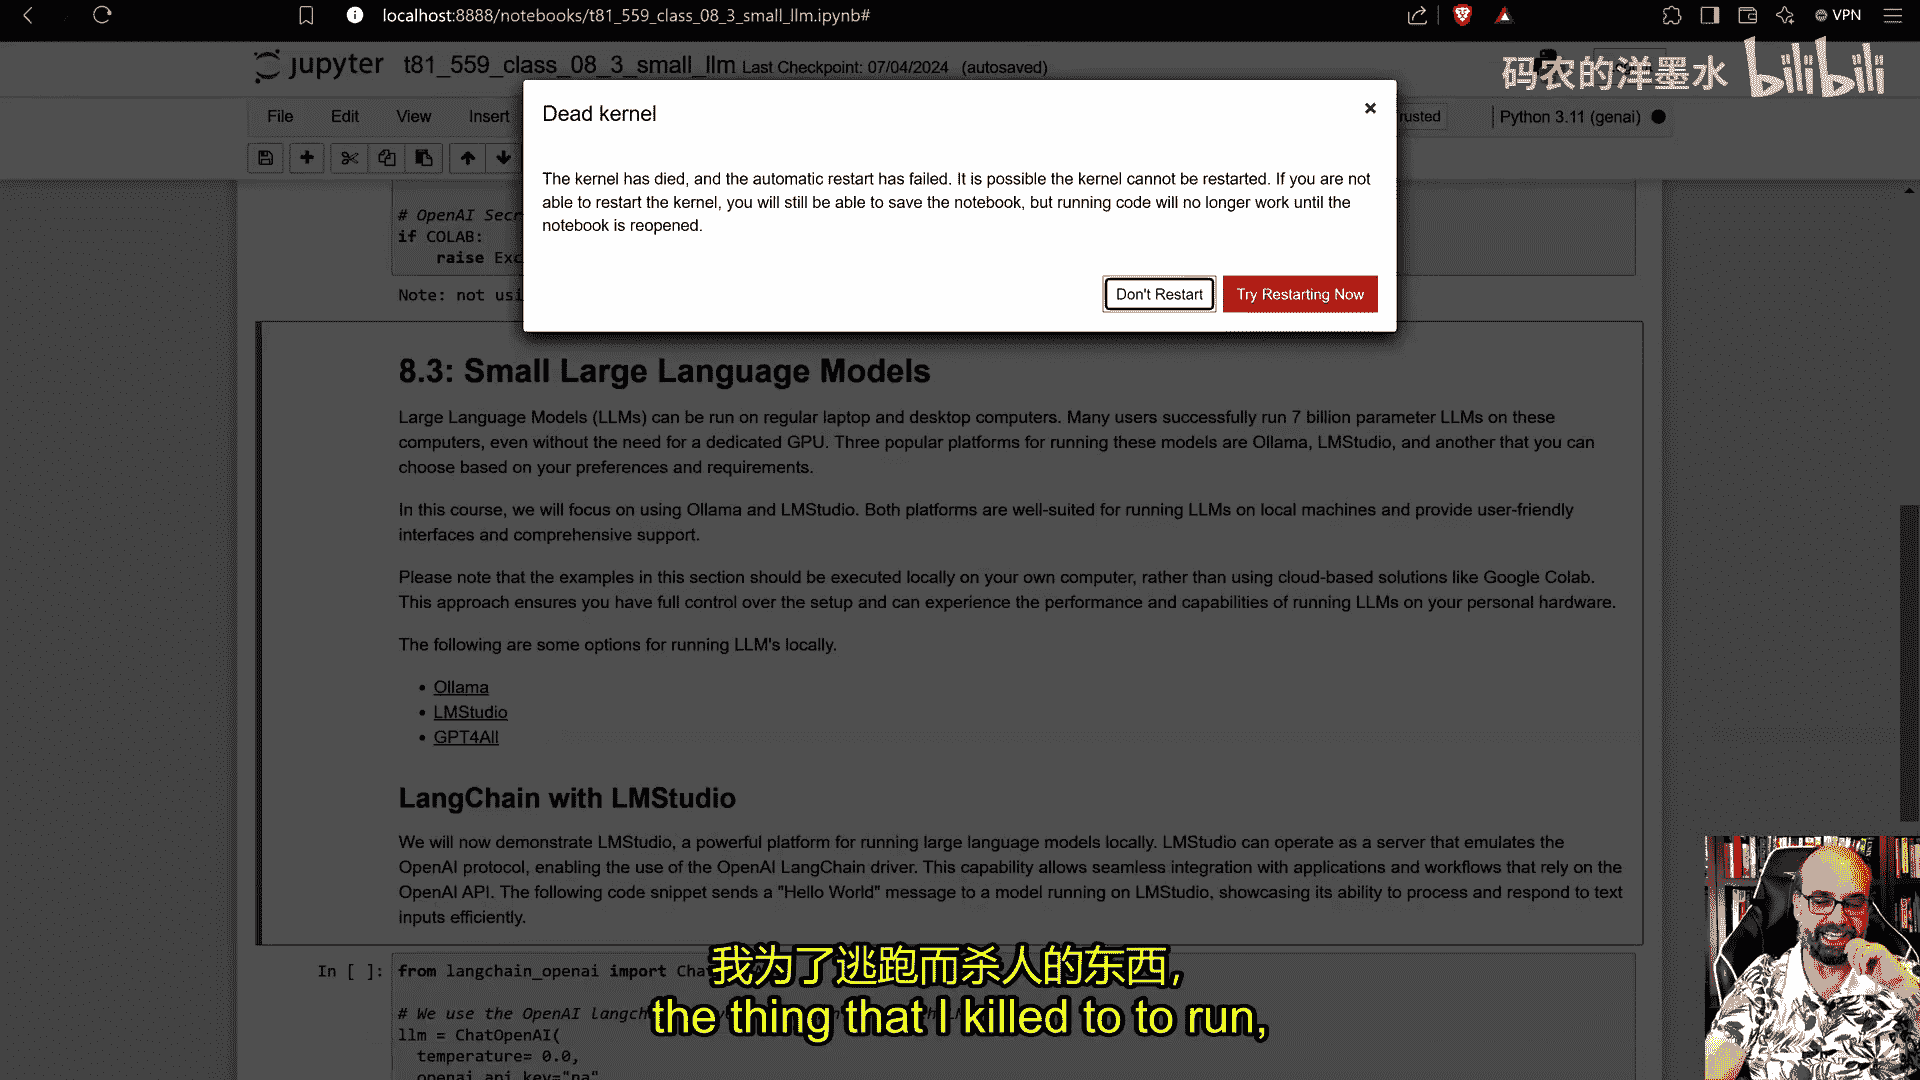 localhost:8888/notebooks/t81_559_class_08_3_small_llm.ipynb#
VPN
jupyter t81_559_class_08_3_small_llm Last Checkpoint: 07/04/2024 (autosaved)
码农的洋墨水 bilibili
File Edit View Insert
rusted Python 3.11 (genai)
Dead kernel
The kernel has died, and the automatic restart has failed. It is possible the kernel cannot be restarted. If you are not
able to restart the kernel, you will still be able to save the notebook, but running code will no longer work until the
notebook is reopened.
Don't Restart Try Restarting Now
# OpenAI Secr
if COLAB:
raise Exc
Note: not usi
8.3: Small Large Language Models
Large Language Models (LLMs) can be run on regular laptop and desktop computers. Many users successfully run 7 billion parameter LLMs on these
computers, even without the need for a dedicated GPU. Three popular platforms for running these models are Ollama, LMStudio, and another that you can
choose based on your preferences and requirements.
In this course, we will focus on using Ollama and LMStudio. Both platforms are well-suited for running LLMs on local machines and provide user-friendly
interfaces and comprehensive support.
Please note that the examples in this section should be executed locally on your own computer, rather than using cloud-based solutions like Google Colab.
This approach ensures you have full control over the setup and can experience the performance and capabilities of running LLMs on your personal hardware.
The following are some options for running LLM's locally.
Ollama
LMStudio
GPT4All
LangChain with LMStudio
We will now demonstrate LMStudio, a powerful platform for running large language models locally. LMStudio can operate as a server that emulates the
OpenAI protocol, enabling the use of the OpenAI LangChain driver. This capability allows seamless integration with applications and workflows that rely on the
OpenAI API. The following code snippet sends a "Hello World" message to a model running on LMStudio, showcasing its ability to process and respond to text
inputs efficiently.
In [ ]: from langchain_openai import Cha
# We use the OpenAI langch
llm = ChatOpenAI(
temperature= 0.0,
openai_api_key="na"
我为了逃跑而杀人的东西,
the thing that I killed to to run,